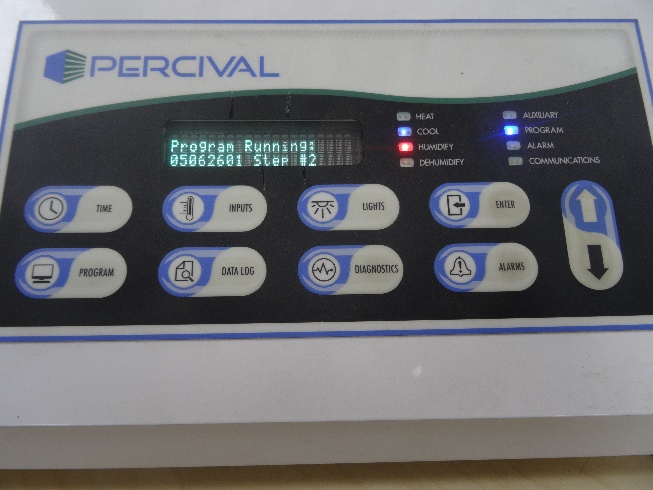 PERCIVAL
Program Running:
05062601 Step #2
HEAT
COOL
HUMIDIFY
DEHUMIDIFY
AUXILIARY
PROGRAM
ALARM
COMMUNICATIONS
TIME
INPUTS
LIGHTS
ENTER
PROGRAM
DATA LOG
DIAGNOSTICS
ALARMS